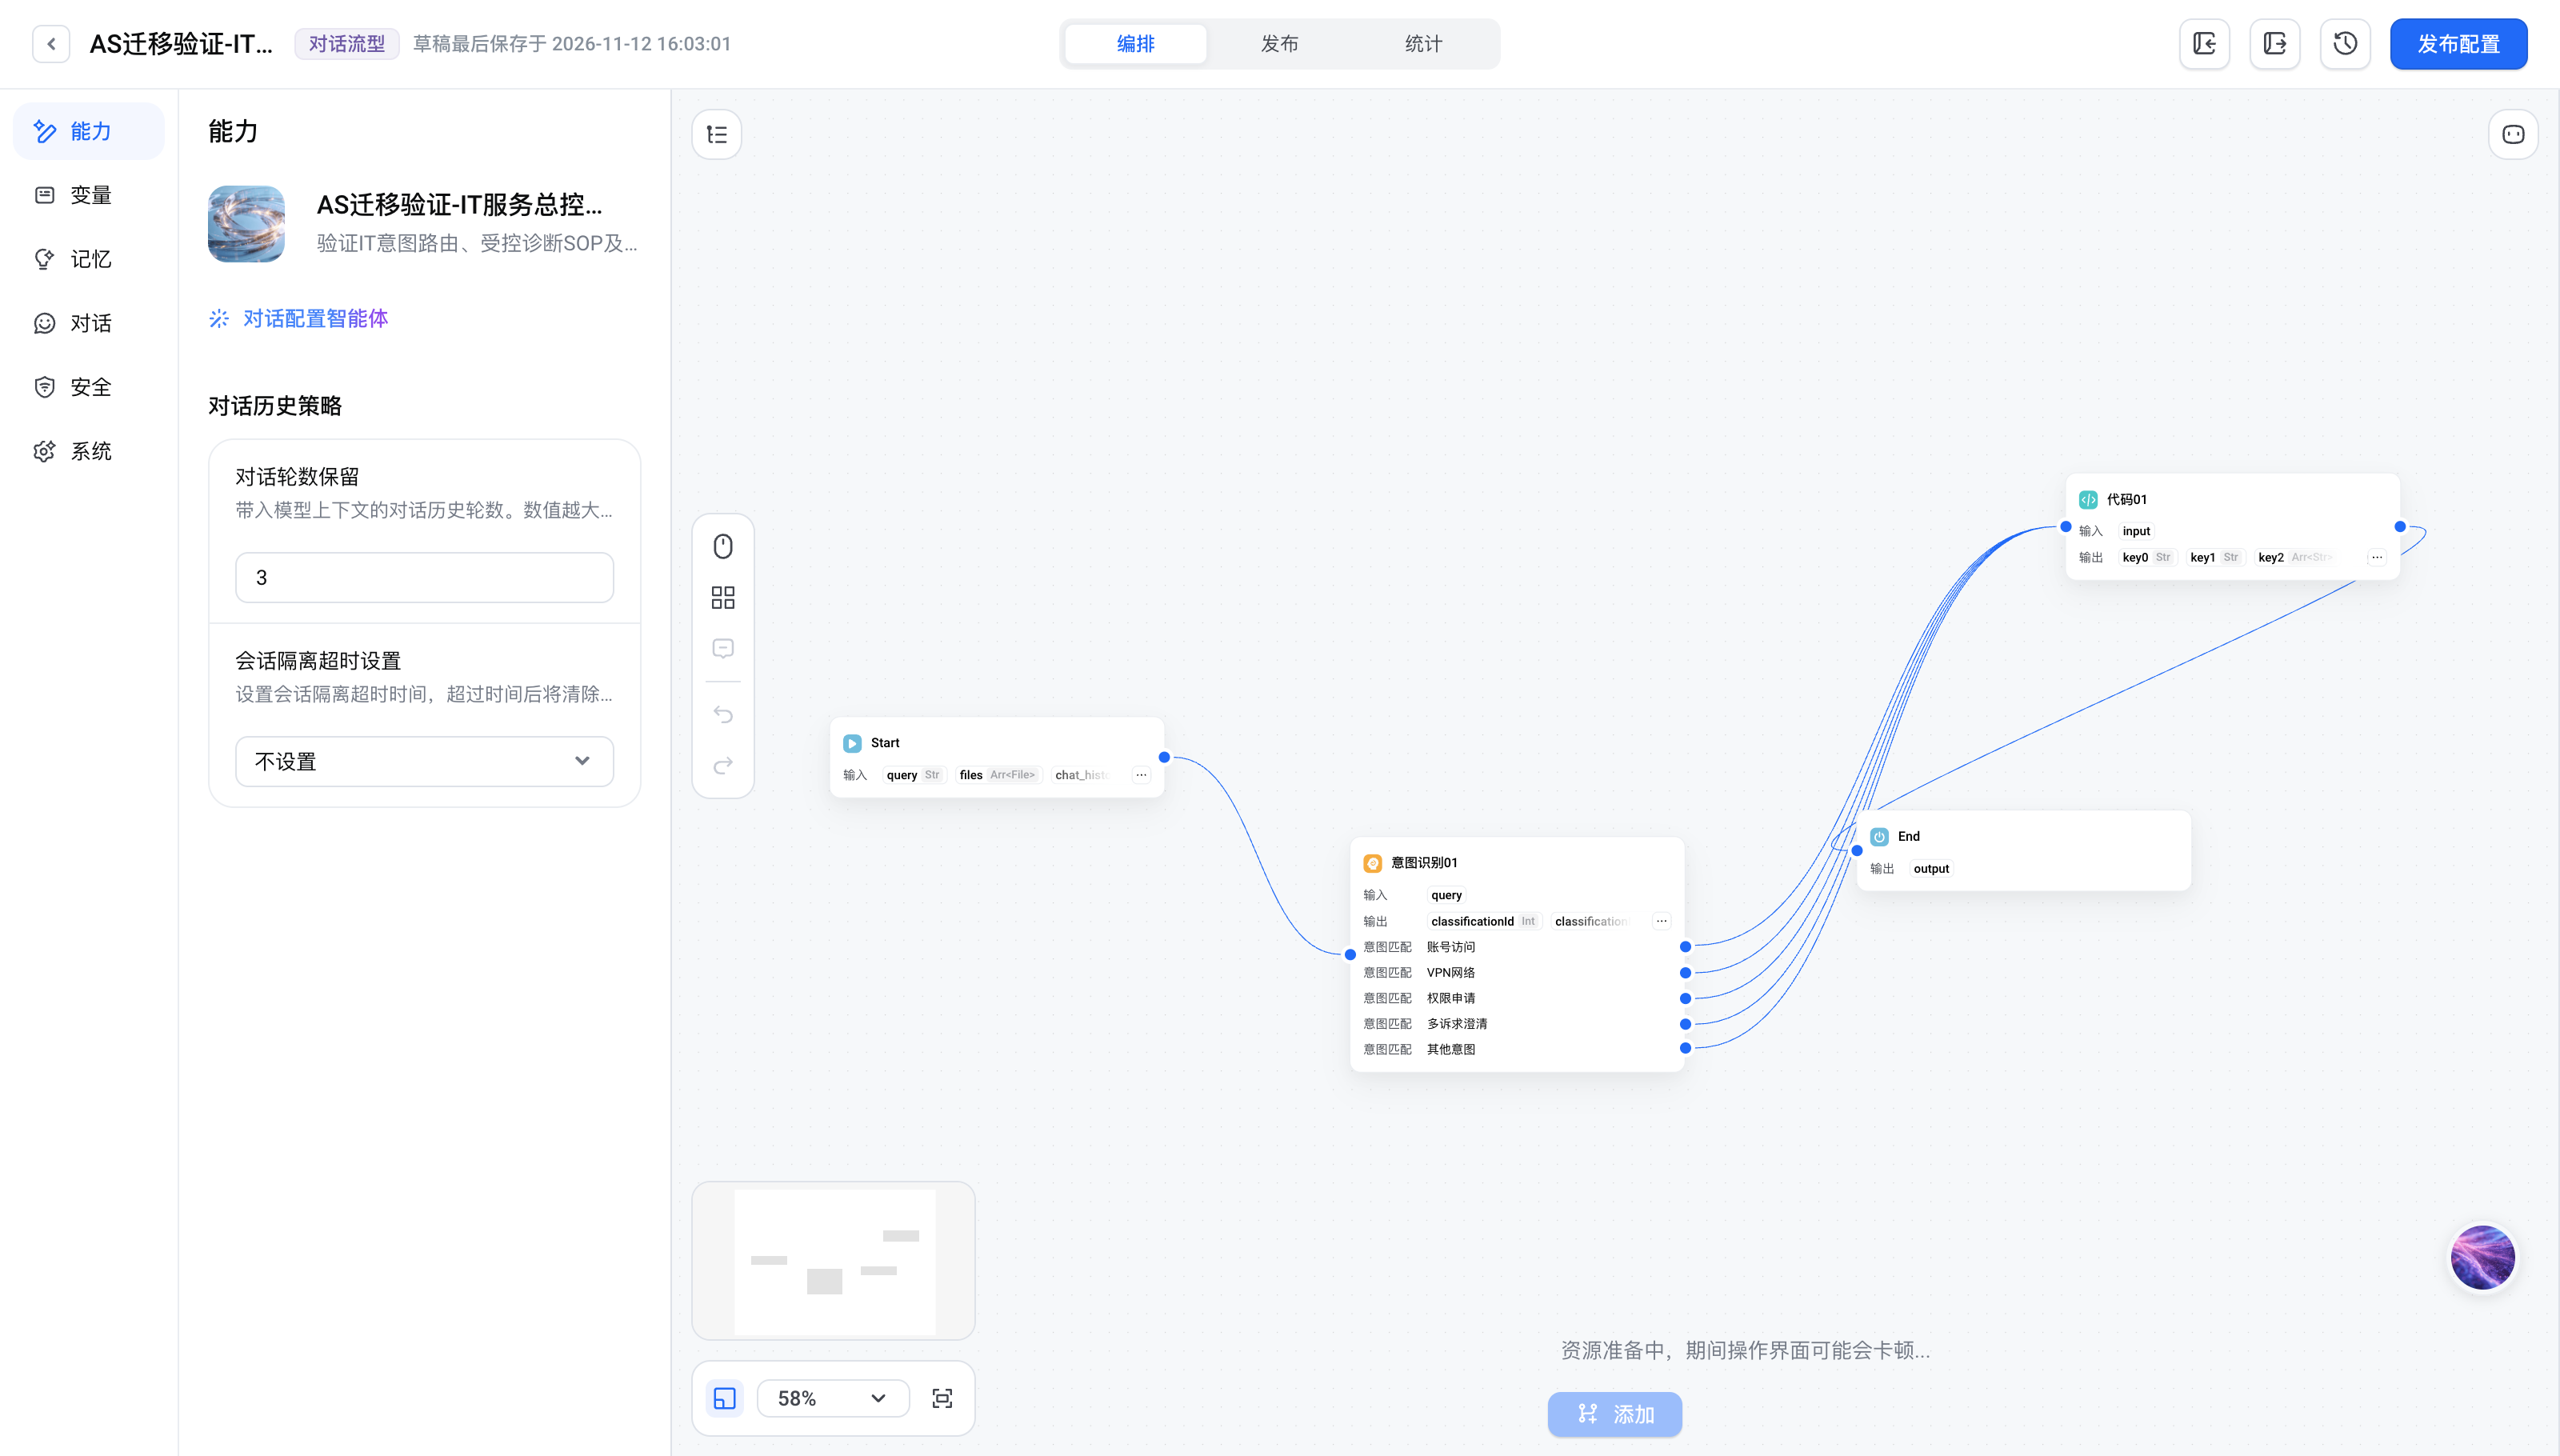 AS迁移验证-IT...
对话流型
草稿最后保存于 2026-11-12 16:03:01
编排
发布
统计
发布配置
能力
变量
记忆
对话
安全
系统
能力
AS迁移验证-IT服务总控...
验证IT意图路由、受控诊断SOP及...
对话配置智能体
对话历史策略
对话轮数保留
带入模型上下文的对话历史轮数。数值越大...
3
会话隔离超时设置
设置会话隔离超时时间，超过时间后将清除...
不设置
Start
输入 query Str files Arr<File> chat_histo ...
意图识别01
输入 query
输出 classificationId Int classification ...
意图匹配 账号访问
意图匹配 VPN网络
意图匹配 权限申请
意图匹配 多诉求澄清
意图匹配 其他意图
代码01
输入 input
输出 key0 Str key1 Str key2 Arr<Str> ...
End
输出 output
58%
资源准备中，期间操作界面可能会卡顿...
添加